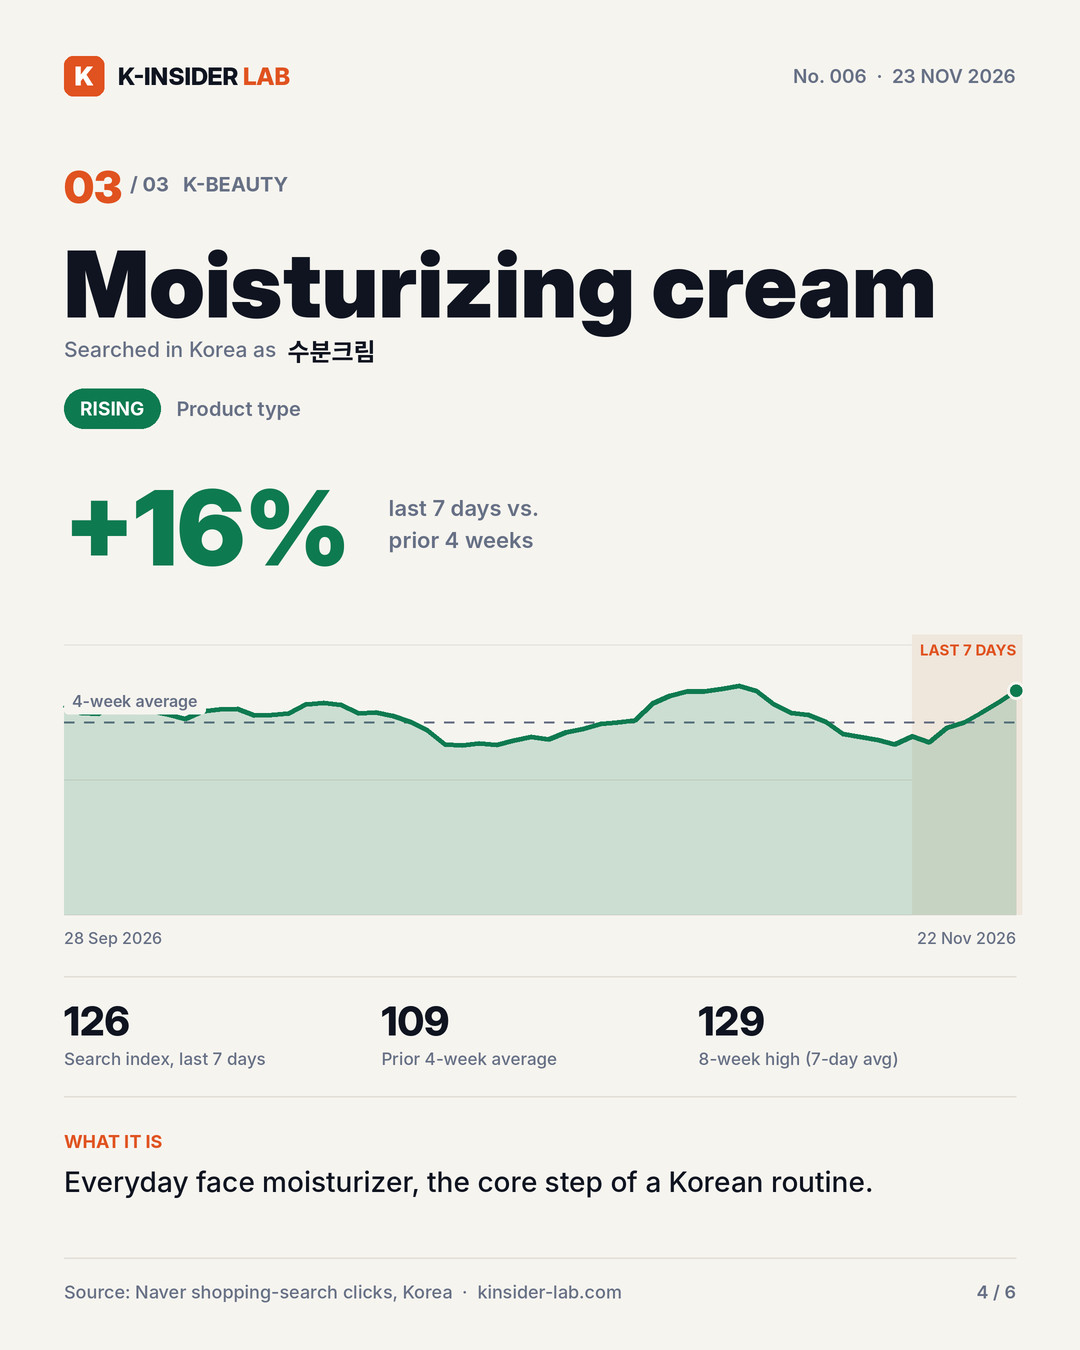 K K-INSIDER LAB
No. 006 · 23 NOV 2026
03 / 03 K-BEAUTY
Moisturizing cream
Searched in Korea as 수분크림
RISING Product type
+16%
last 7 days vs.
prior 4 weeks
LAST 7 DAYS
4-week average
28 Sep 2026
22 Nov 2026
126
Search index, last 7 days
109
Prior 4-week average
129
8-week high (7-day avg)
WHAT IT IS
Everyday face moisturizer, the core step of a Korean routine.
Source: Naver shopping-search clicks, Korea · kinsider-lab.com
4 / 6